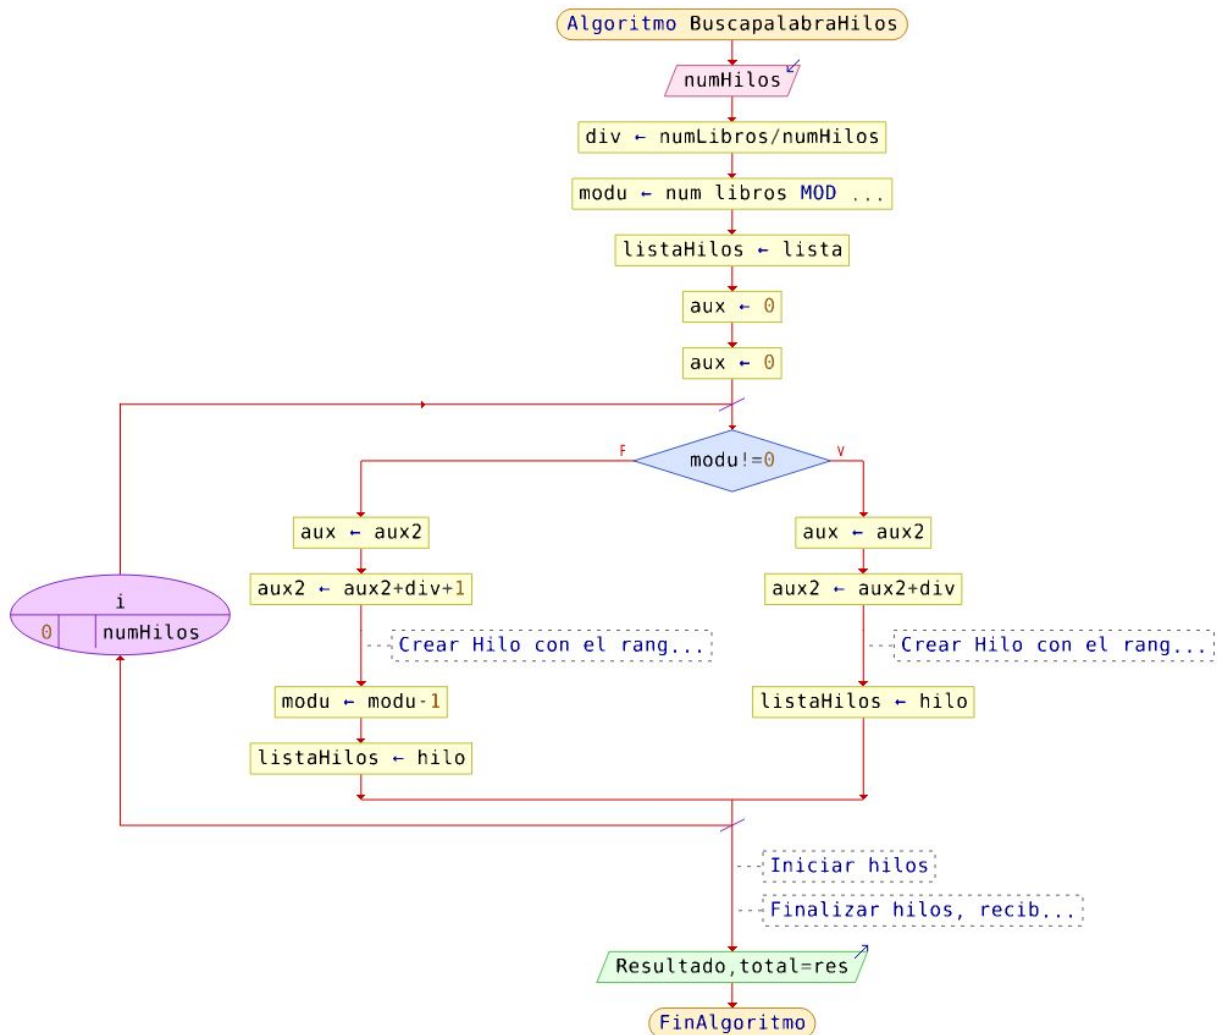 Algoritmo BuscapalabraHilos
numHilos
div ← numLibros/numHilos
modu ← num libros MOD ...
listaHilos ← lista
aux ← 0
aux ← 0
modu!=0
F
V
aux ← aux2
aux2 ← aux2+div+1
Crear Hilo con el rang...
modu ← modu-1
listaHilos ← hilo
aux ← aux2
aux2 ← aux2+div
Crear Hilo con el rang...
listaHilos ← hilo
i
0 numHilos
Iniciar hilos
Finalizar hilos, recib...
Resultado,total=res
FinAlgoritmo